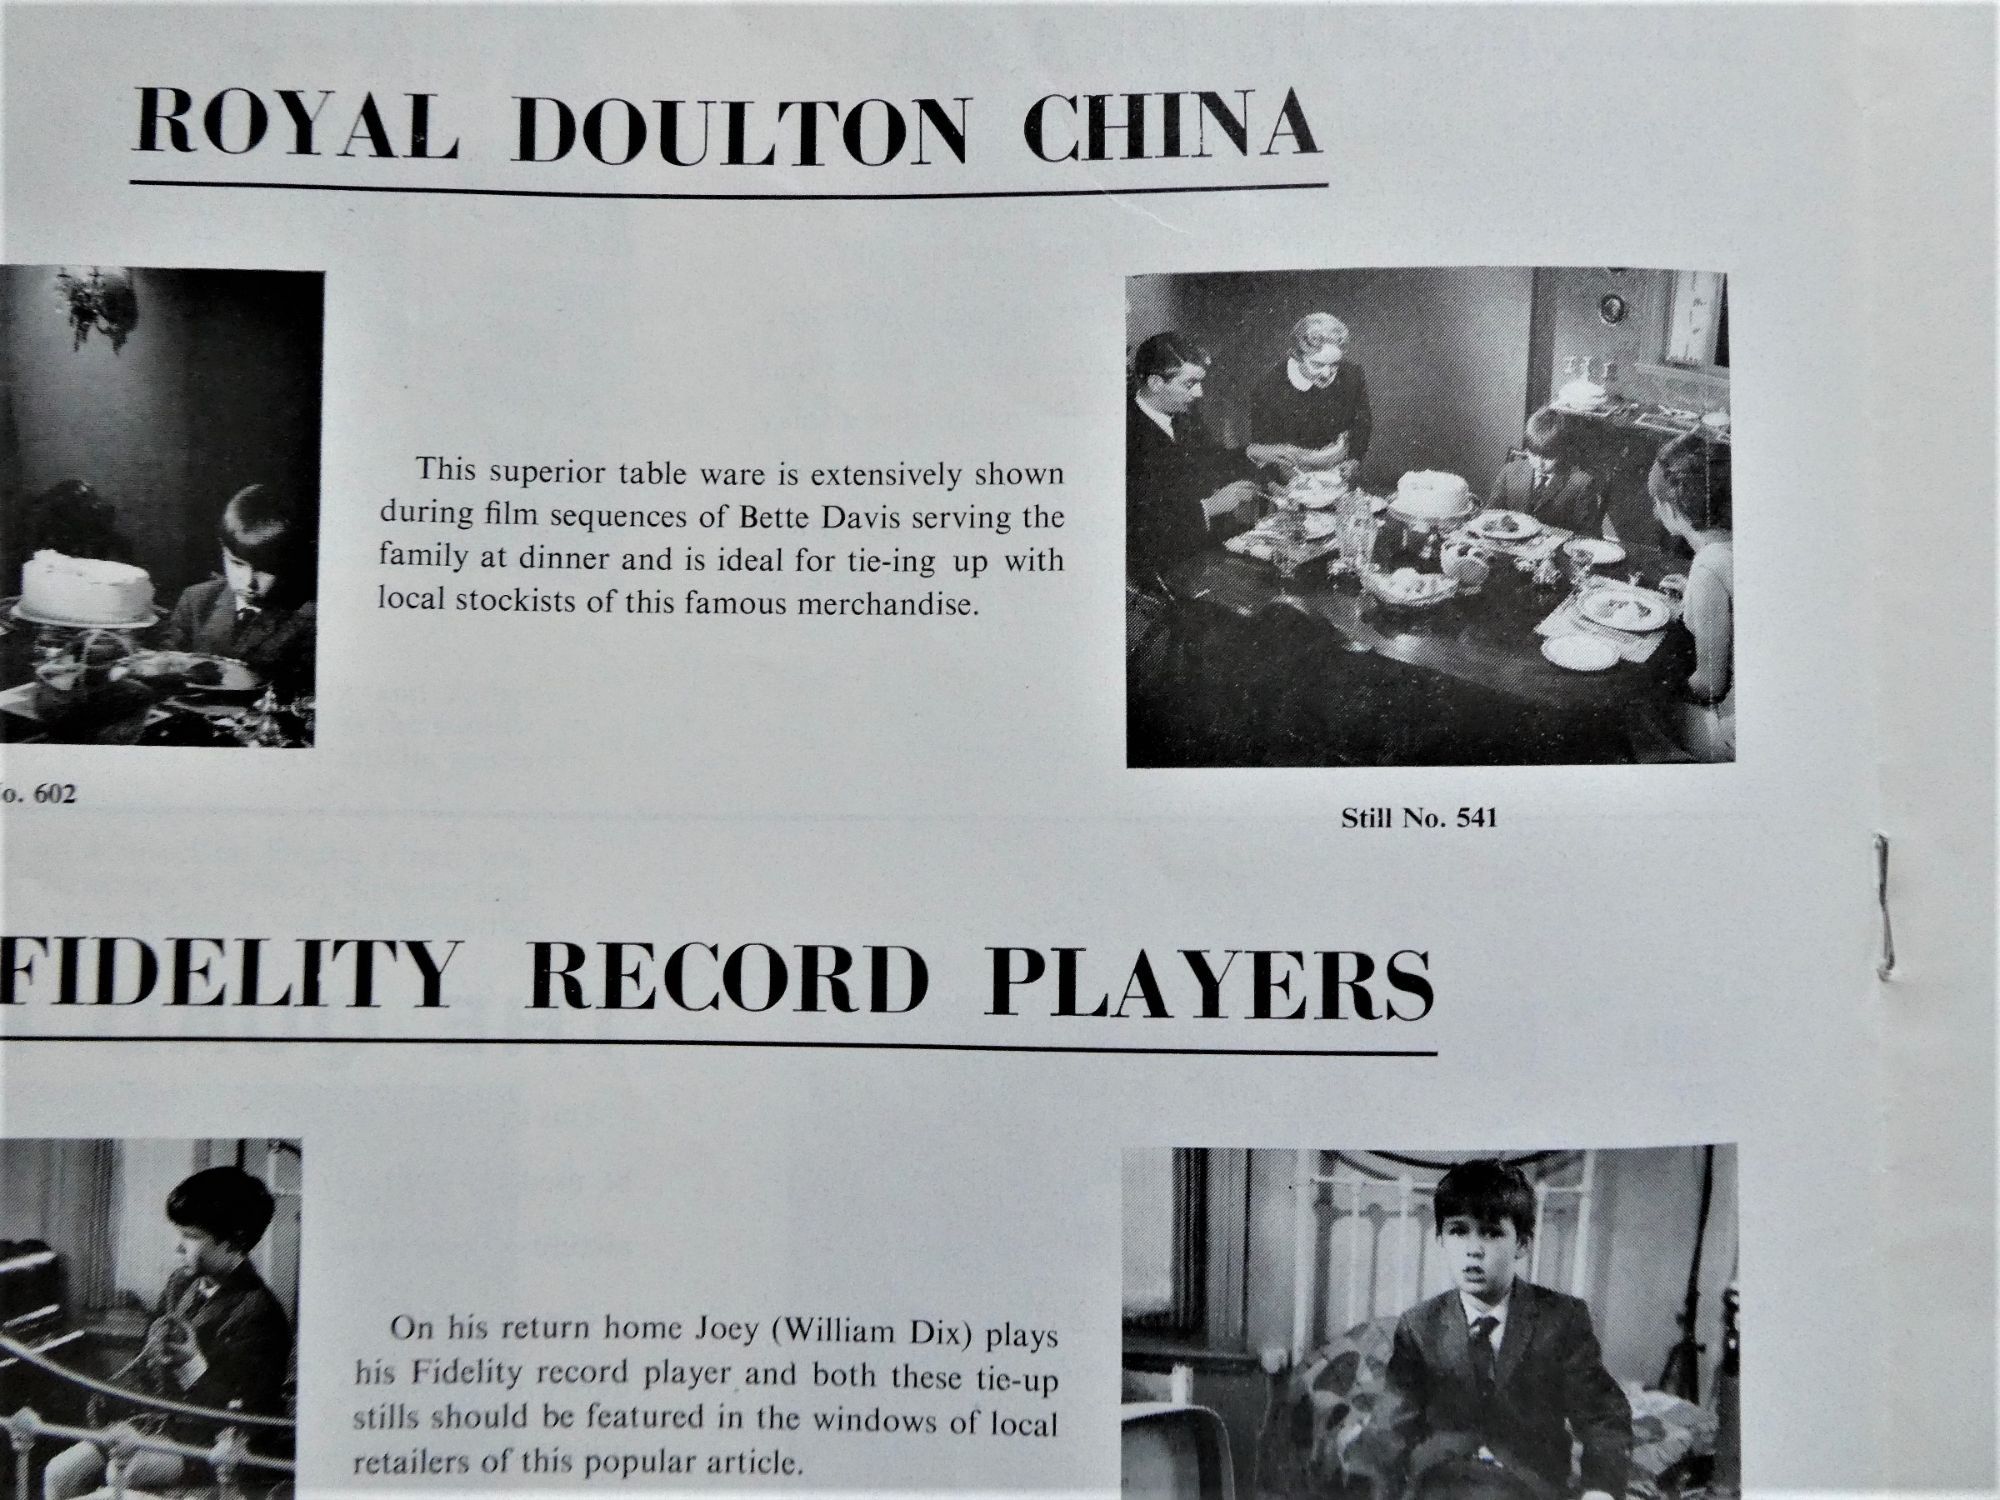 ROYAL DOULTON CHINA
This superior table ware is extensively shown
during film sequences of Bette Davis serving the
family at dinner and is ideal for tie-ing up with
local stockists of this famous merchandise.
o. 602
Still No. 541
FIDELITY RECORD PLAYERS
On his return home Joey (William Dix) plays
his Fidelity record player and both these tie-up
stills should be featured in the windows of local
retailers of this popular article.